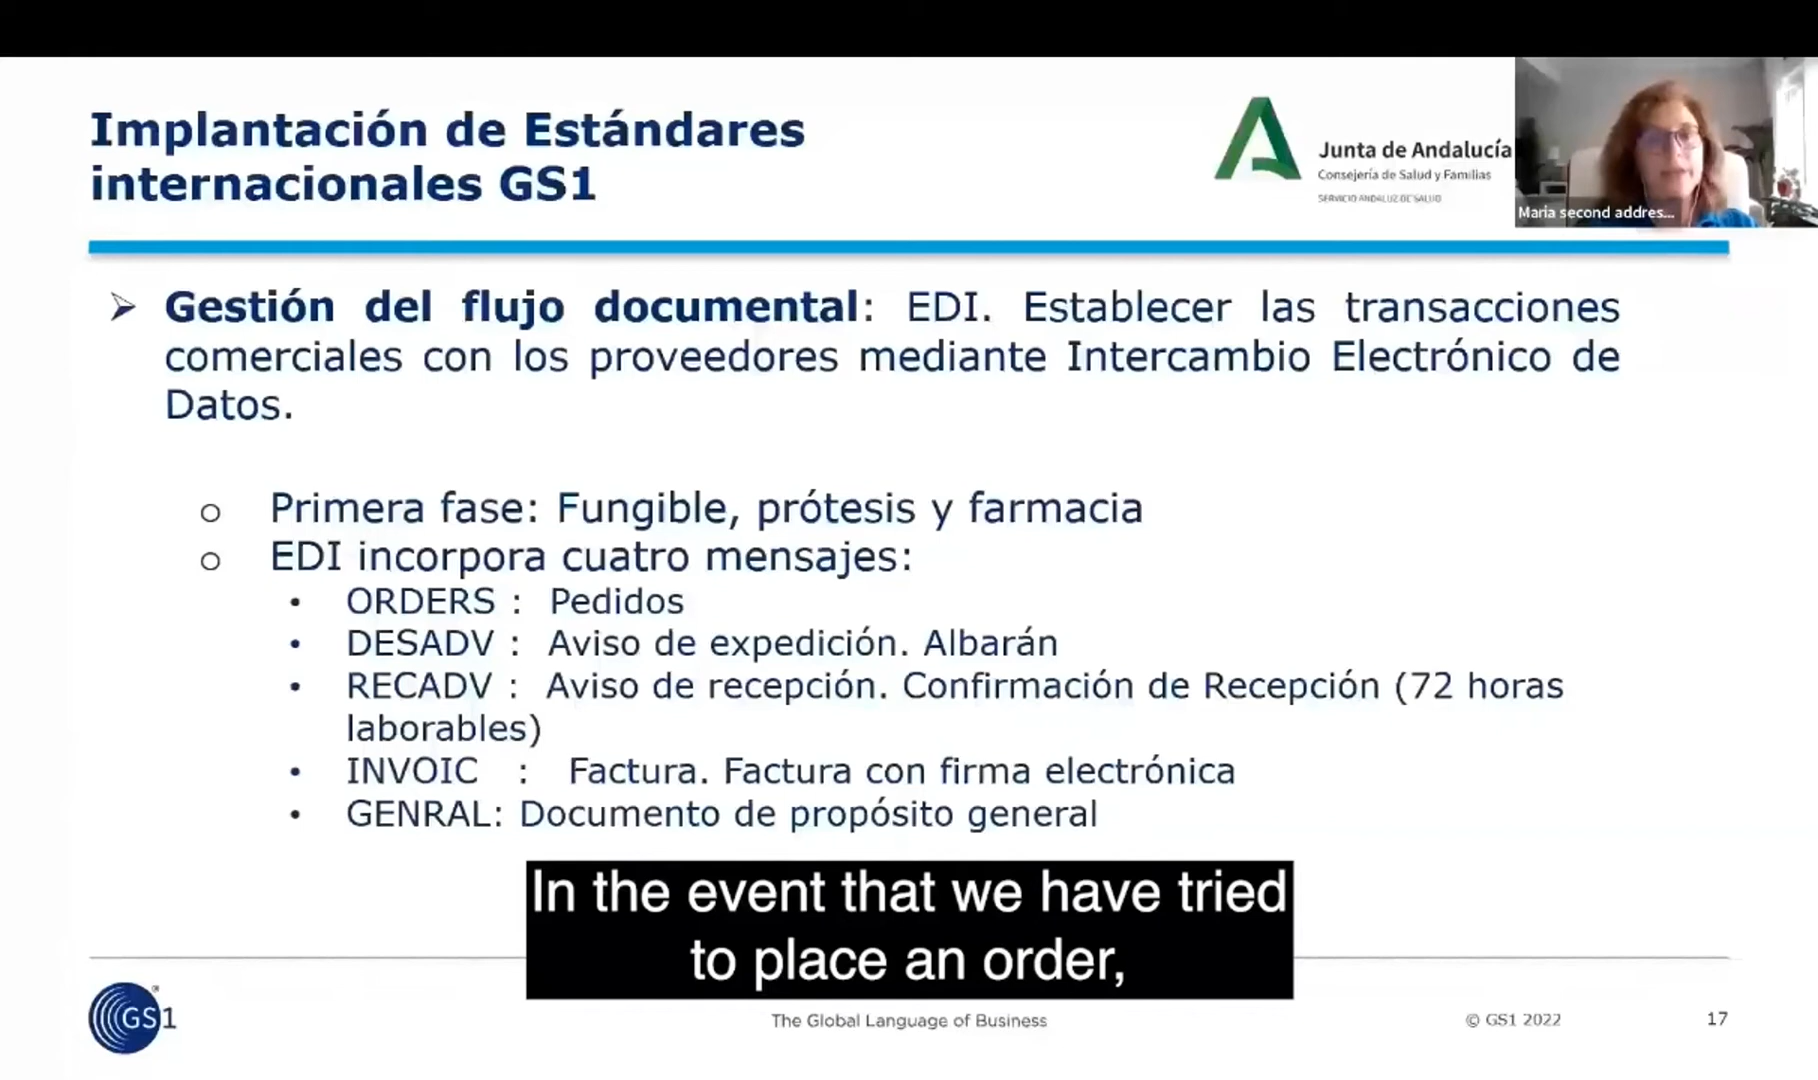 Implantación de Estándares
internacionales GS1
Junta de Andalucía
Consejería de Salud y Familias
SERVICIO ANDALUZ DE SALUD
Maria second addres...
➢ Gestión del flujo documental: EDI. Establecer las transacciones
comerciales con los proveedores mediante Intercambio Electrónico de
Datos.
o Primera fase: Fungible, prótesis y farmacia
o EDI incorpora cuatro mensajes:
• ORDERS : Pedidos
• DESADV : Aviso de expedición. Albarán
• RECADV : Aviso de recepción. Confirmación de Recepción (72 horas
laborables)
• INVOIC : Factura. Factura con firma electrónica
• GENRAL: Documento de propósito general
In the event that we have tried
to place an order,
GS1 ®
The Global Language of Business
© GS1 2022
17